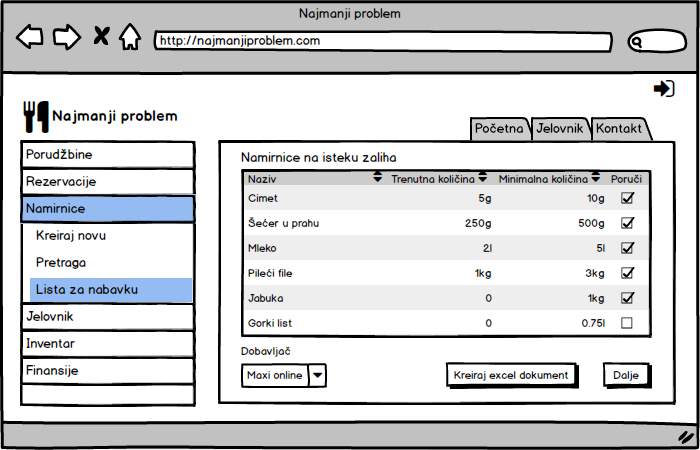 Najmanji problem
http://najmanjiproblem.com
Najmanji problem
Početna Jelovnik Kontakt
Porudžbine
Rezervacije
Namirnice
Kreiraj novu
Pretraga
Lista za nabavku
Jelovnik
Inventar
Finansije
Namirnice na isteku zaliha
Naziv Trenutna količina Minimalna količina Poruči
Cimet 5g 10g
Šećer u prahu 250g 500g
Mleko 2l 5l
Pileći file 1kg 3kg
Jabuka 0 1kg
Gorki list 0 0.75l
Dobavljač
Maxi online Kreiraj excel dokument Dalje